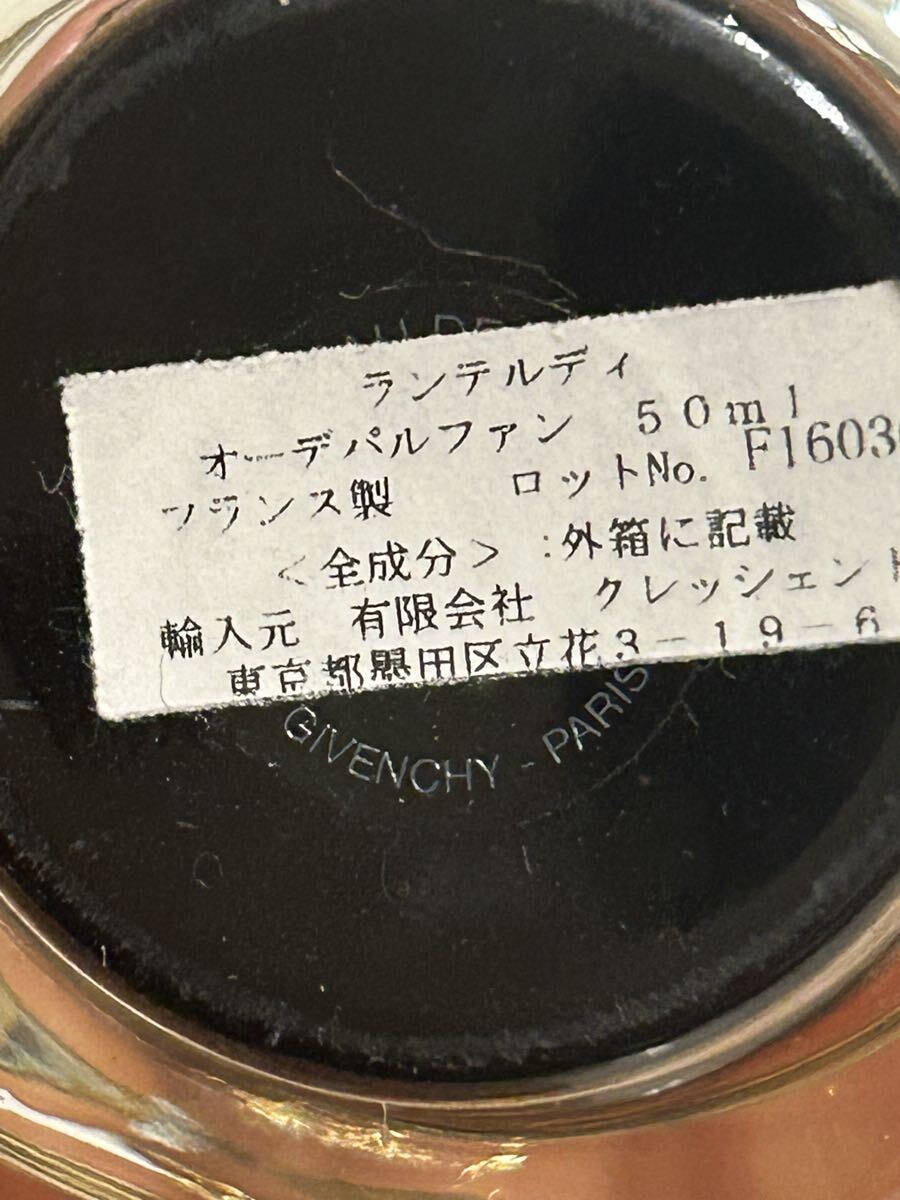 ランテルディ
オーデパルファン 50ml
フランス製 ロットNo. F1603
<全成分> :外箱に記載
輸入元 有限会社 クレッシェン
東京都墨田区立花3-19-6
GIVENCHY - PARIS